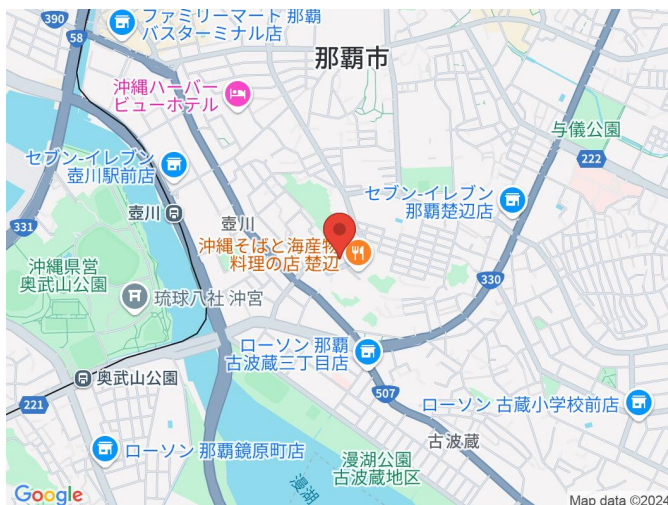 390
ファミリーマート 那覇
バスターミナル店
58
那覇市
沖縄ハーバー
ビューホテル
与儀公園
222
セブン-イレブン
壺川駅前店
セブン-イレブン
那覇楚辺店
331
壺川
壺川
沖縄そばと海産物
料理の店 楚辺
沖縄県営
奥武山公園
琉球八社 沖宮
330
ローソン 那覇
古波蔵三丁目店
奥武山公園
507
221
ローソン 古蔵小学校前店
ローソン 那覇鏡原町店
古波蔵
漫湖公園
古波蔵地区
漫湖
Google
Map data ©2024